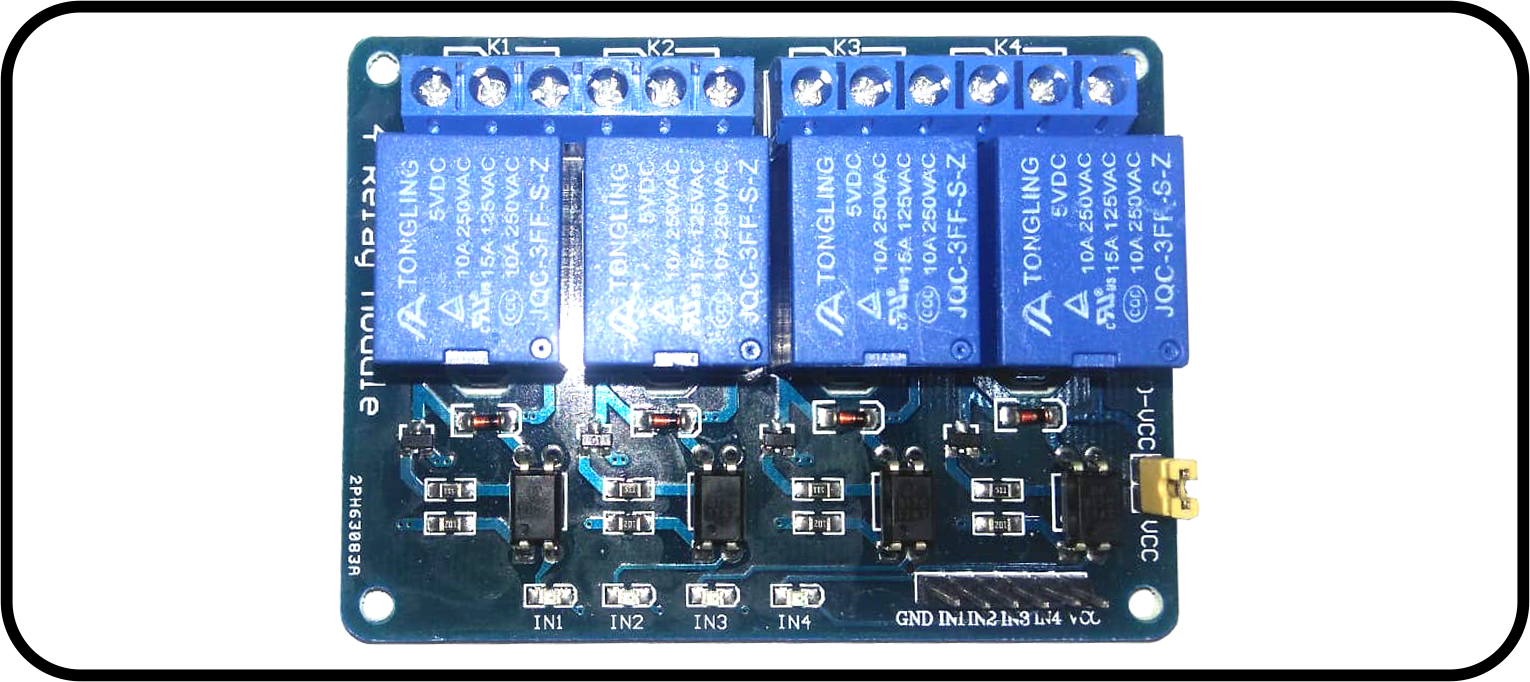 K1 K2 K3 K4
4 Relay Module
TONGLING
5VDC
10A 250VAC
15A 125VAC
10A 250VAC
JQC-3FF-S-Z
TONGLING
5VDC
10A 250VAC
15A 125VAC
10A 250VAC
JQC-3FF-S-Z
TONGLING
5VDC
10A 250VAC
15A 125VAC
10A 250VAC
JQC-3FF-S-Z
TONGLING
5VDC
10A 250VAC
15A 125VAC
10A 250VAC
JQC-3FF-S-Z
VCC
VCC
2PH63083A
IN1 IN2 IN3 IN4
GND IN1 IN2 IN3 IN4 VCC